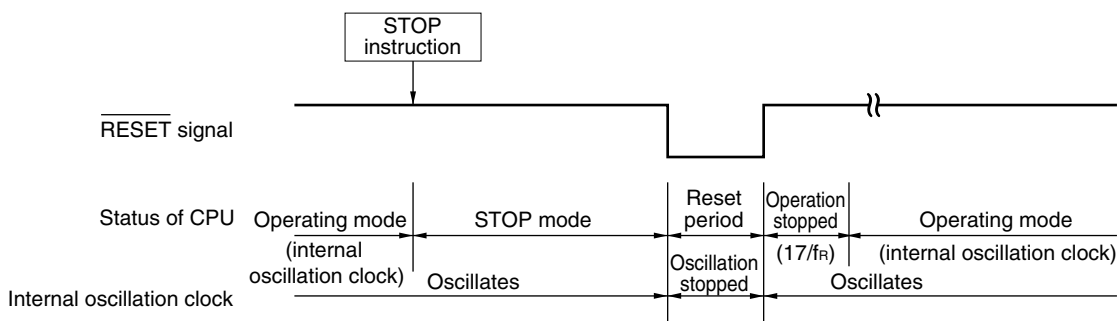 STOP
instruction
RESET signal
Status of CPU
Operating mode
(internal
oscillation clock)
STOP mode
Reset
period
Operation
stopped
(17/fR)
Operating mode
(internal oscillation clock)
Internal oscillation clock
Oscillates
Oscillation
stopped
Oscillates